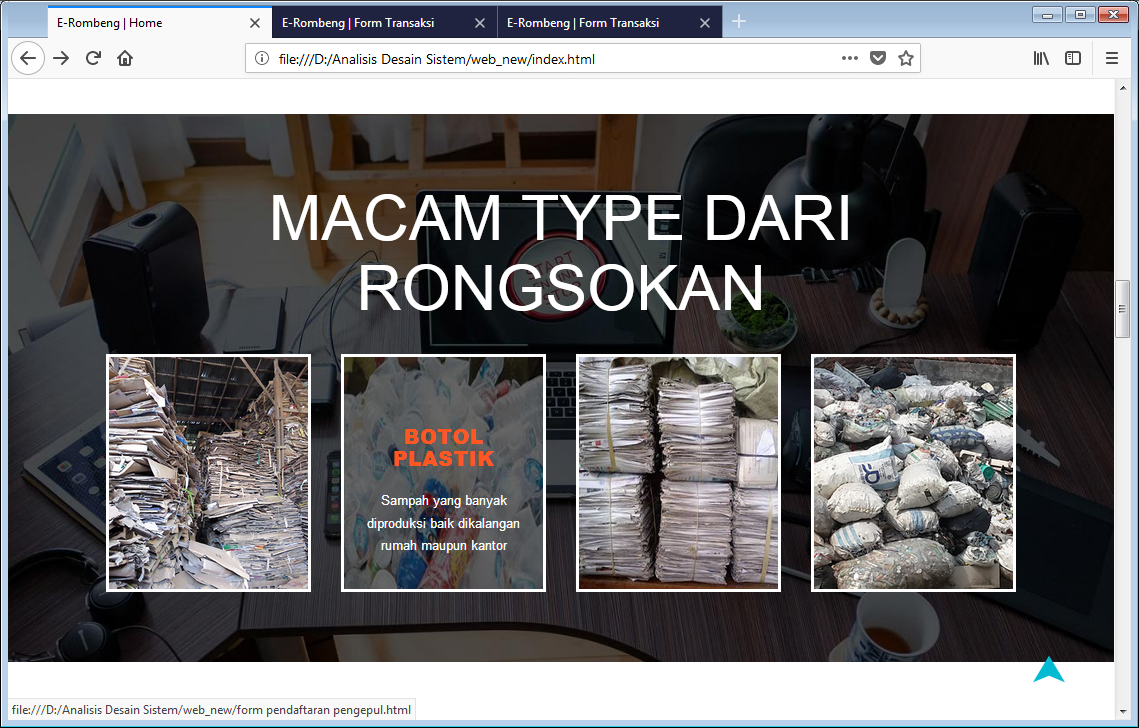 E-Rombeng | Home
E-Rombeng | Form Transaksi
E-Rombeng | Form Transaksi
file:///D:/Analisis Desain Sistem/web_new/index.html
MACAM TYPE DARI
RONGSOKAN
BOTOL
PLASTIK
Sampah yang banyak
diproduksi baik dikalangan
rumah maupun kantor
file:///D:/Analisis Desain Sistem/web_new/form pendaftaran pengepul.html